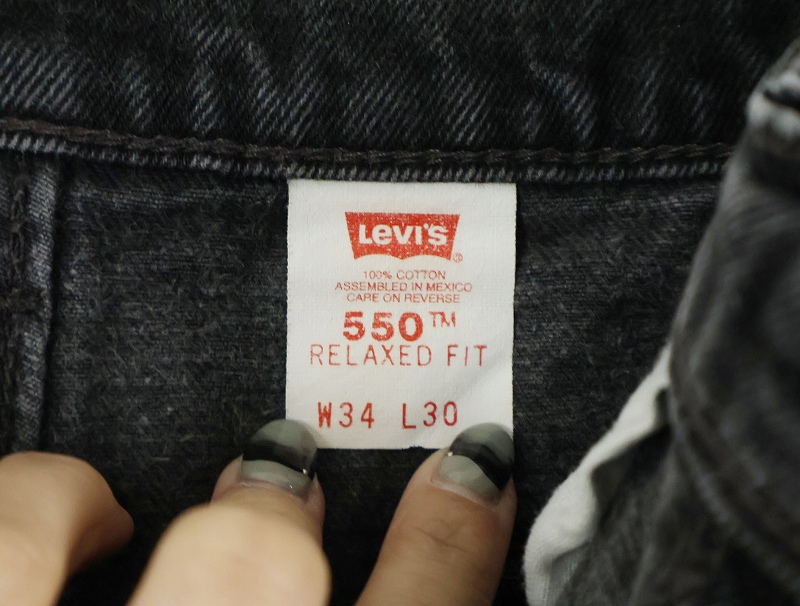 Levi's®
100% COTTON
ASSEMBLED IN MEXICO
CARE ON REVERSE
550™
RELAXED FIT
W34 L30